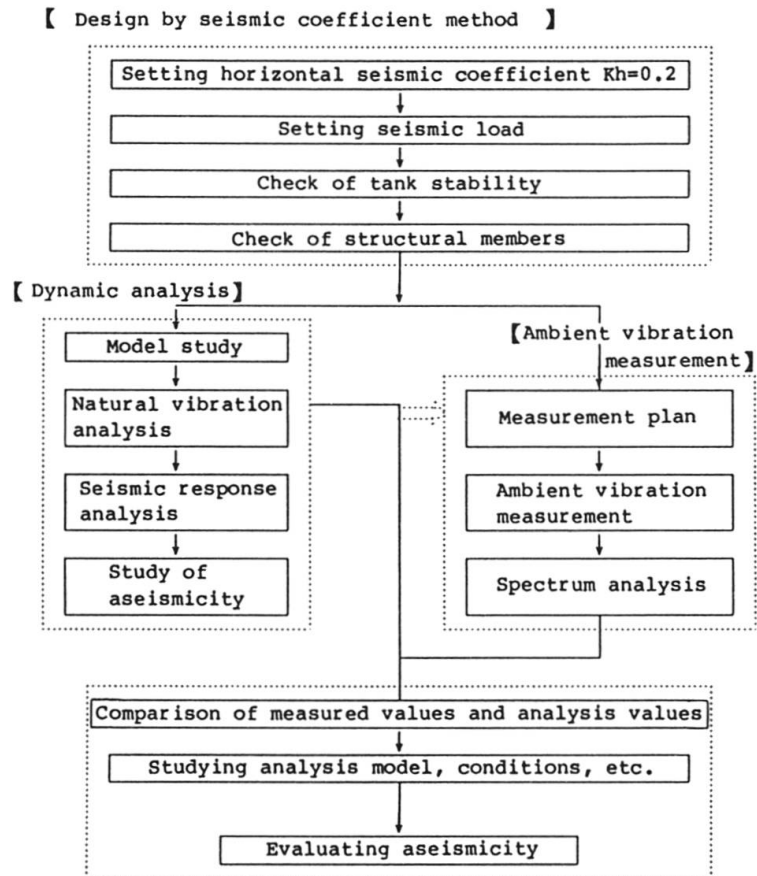 【 Design by seismic coefficient method 】
Setting horizontal seismic coefficient Kh=0.2
Setting seismic load
Check of tank stability
Check of structural members
【 Dynamic analysis】
Model study
Natural vibration
analysis
Seismic response
analysis
Study of
aseismicity
【Ambient vibration
measurement】
Measurement plan
Ambient vibration
measurement
Spectrum analysis
Comparison of measured values and analysis values
Studying analysis model, conditions, etc.
Evaluating aseismicity